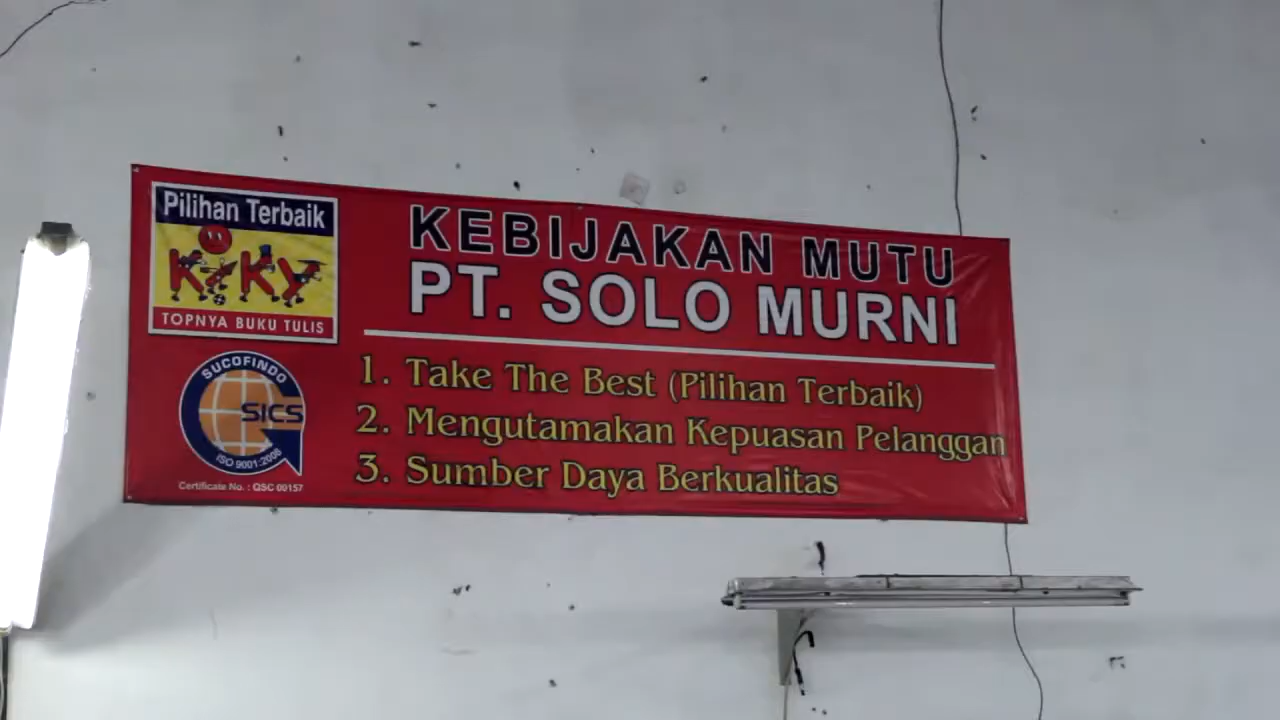 Pilihan Terbaik
KiKY
TOPNYA BUKU TULIS
SUCOFINDO
SICS
ISO 9001:2008
Certificate No. : QSC 00157
KEBIJAKAN MUTU
PT. SOLO MURNI
1. Take The Best (Pilihan Terbaik)
2. Mengutamakan Kepuasan Pelanggan
3. Sumber Daya Berkualitas